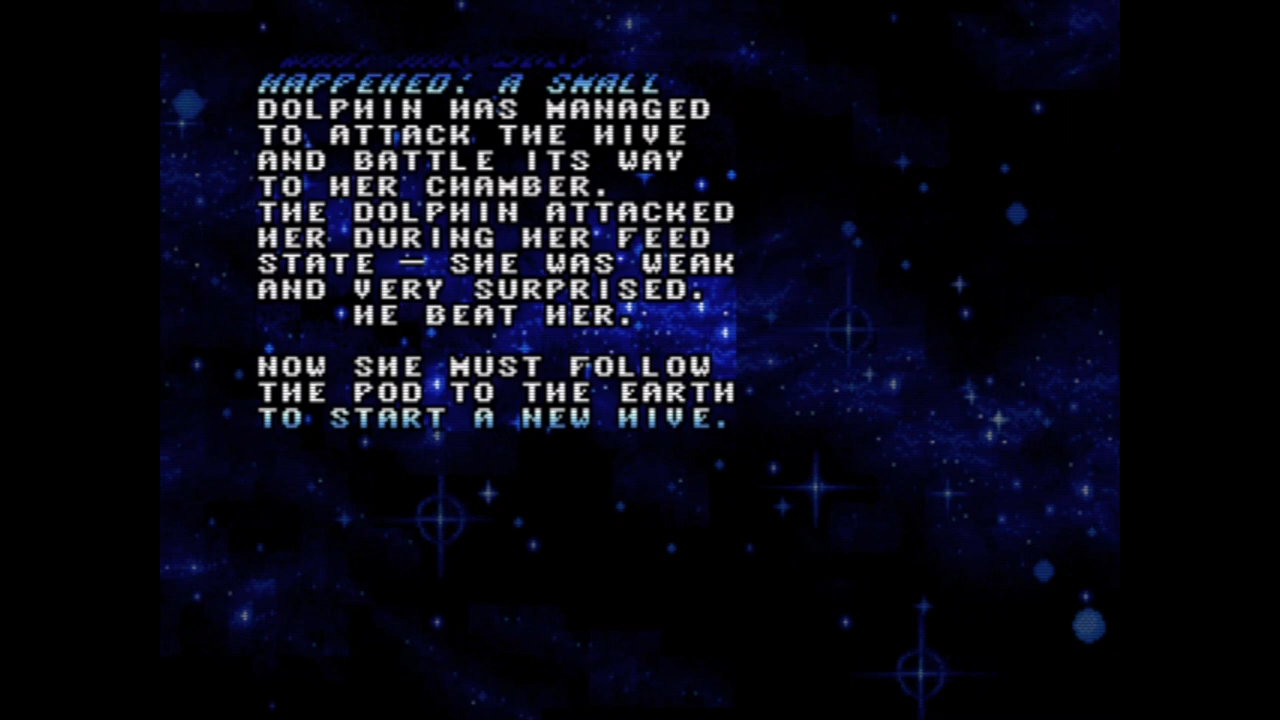 HAPPENED: A SMALL
DOLPHIN HAS MANAGED
TO ATTACK THE HIVE
AND BATTLE ITS WAY
TO HER CHAMBER.
THE DOLPHIN ATTACKED
HER DURING HER FEED
STATE — SHE WAS WEAK
AND VERY SURPRISED.
HE BEAT HER.
NOW SHE MUST FOLLOW
THE POD TO THE EARTH
TO START A NEW HIVE.